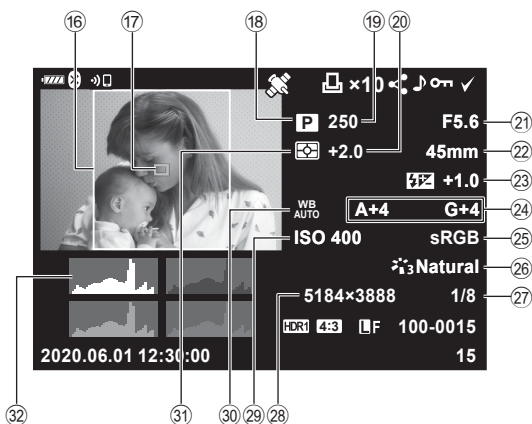 ⑯ ⑰ ⑱ ⑲ ⑳
×10
P 250 F5.6 ㉑
+2.0 45mm ㉒
+1.0 ㉓
WB AUTO A+4 G+4 ㉔
ISO 400 sRGB ㉕
3 Natural ㉖
5184×3888 1/8 ㉗
HDR1 4:3 LF 100-0015
2020.06.01 12:30:00 15
㉜ ㉛ ㉚ ㉙ ㉘